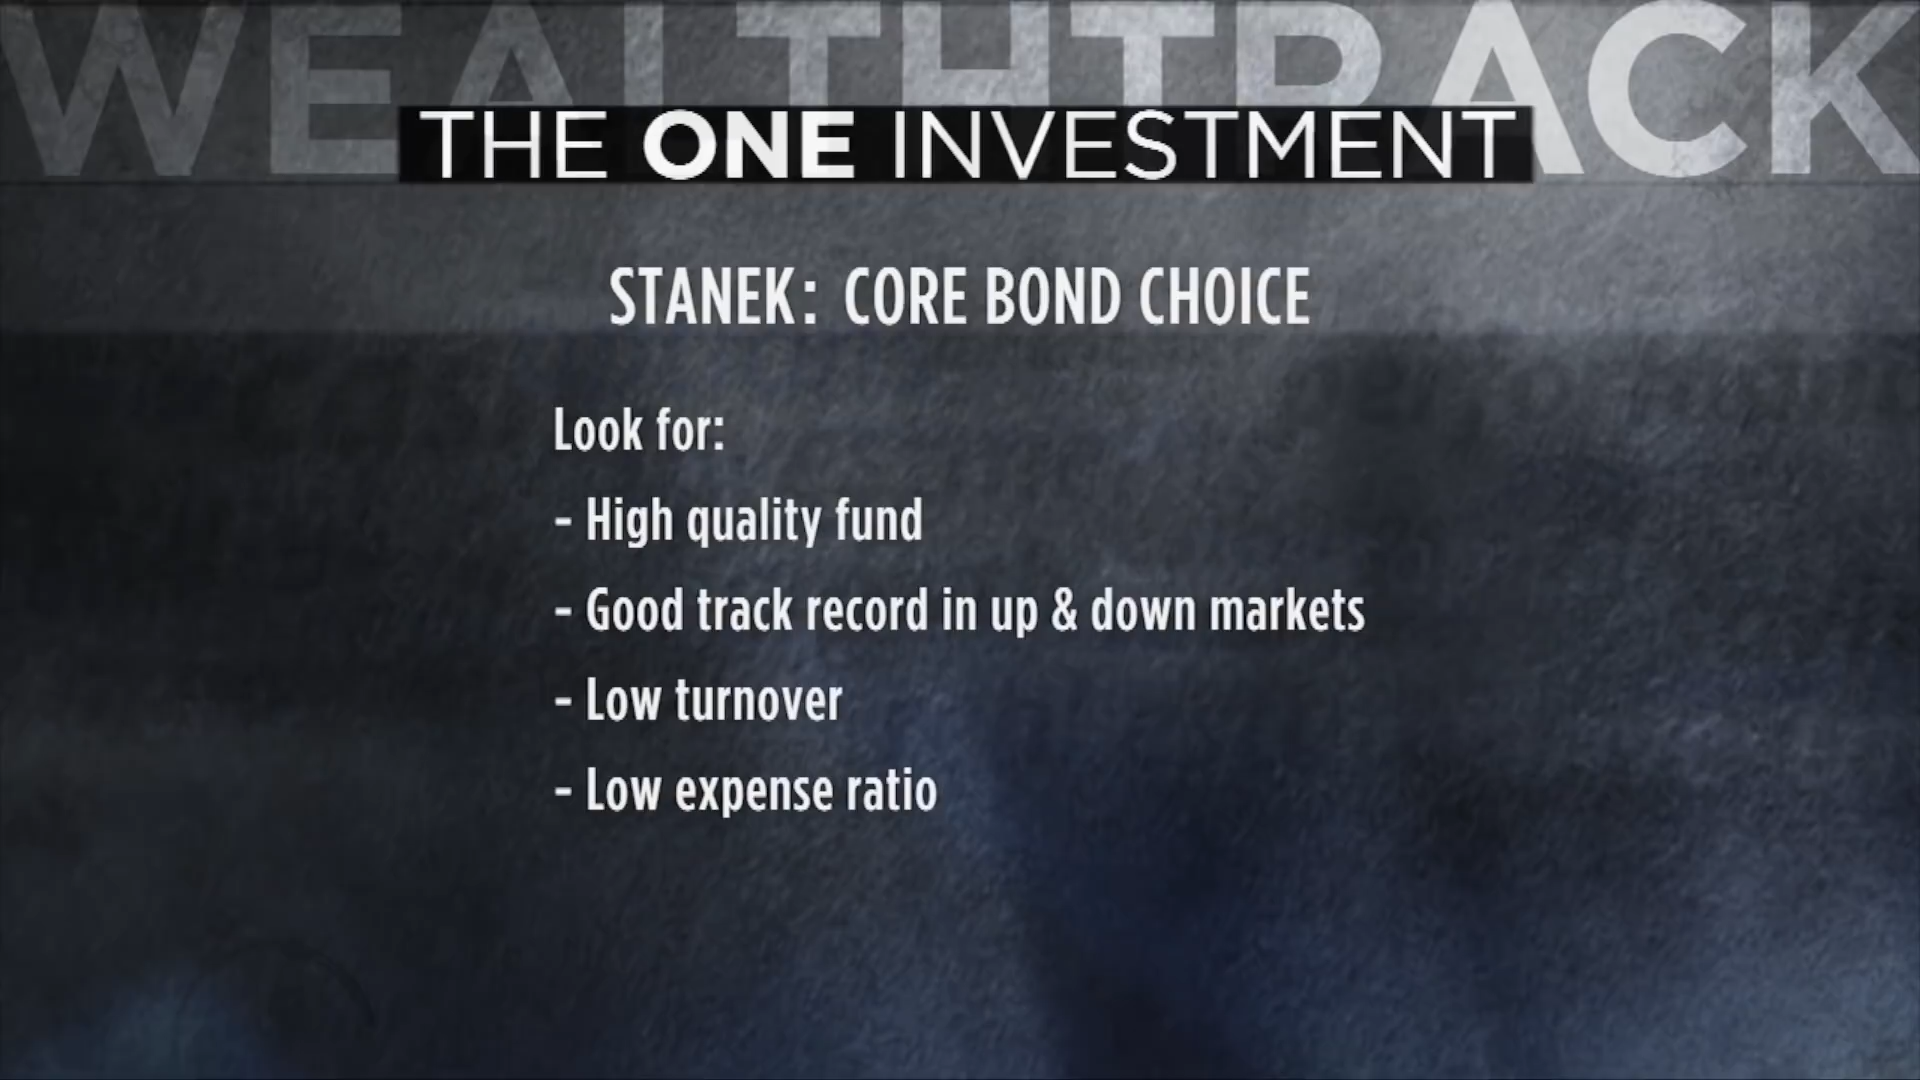 WEALTHTRACK
THE ONE INVESTMENT
STANEK: CORE BOND CHOICE
Look for:
- High quality fund
- Good track record in up & down markets
- Low turnover
- Low expense ratio